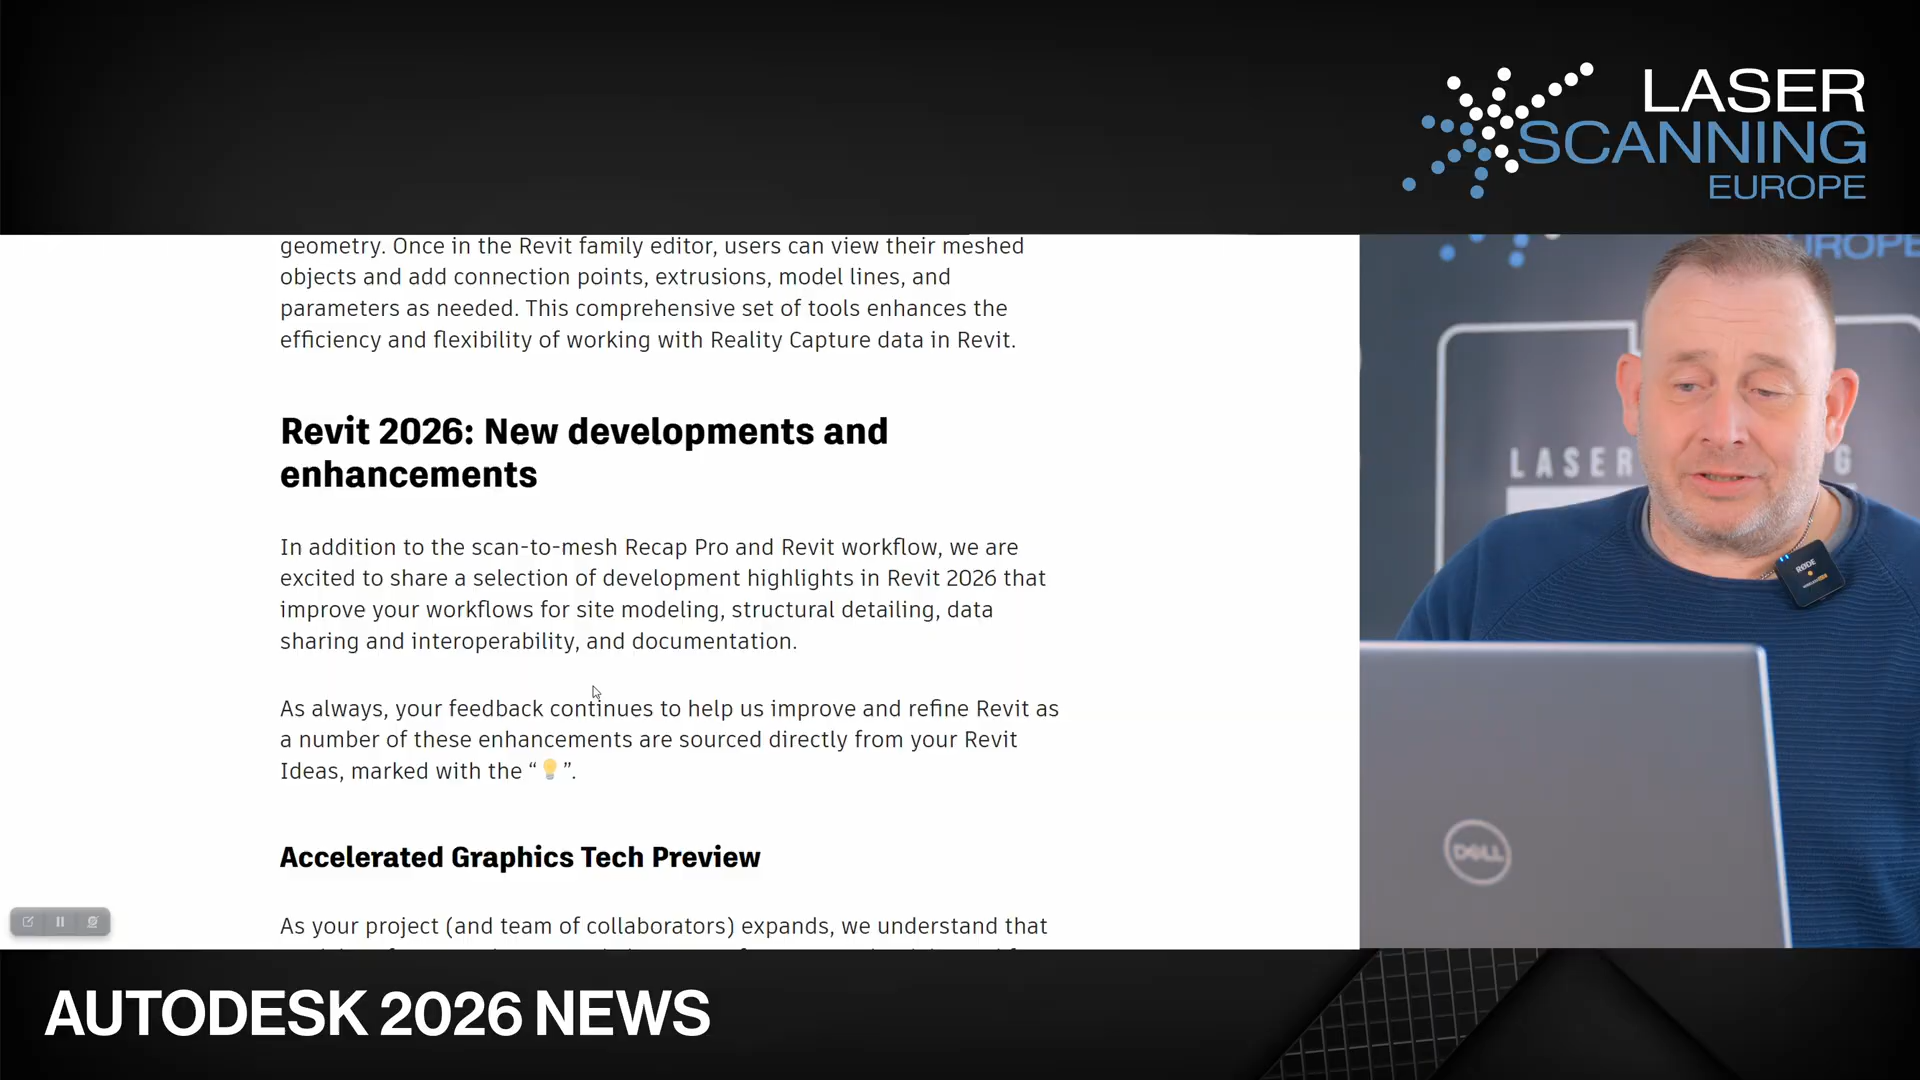 LASER
SCANNING
EUROPE
geometry. Once in the Revit family editor, users can view their meshed
objects and add connection points, extrusions, model lines, and
parameters as needed. This comprehensive set of tools enhances the
efficiency and flexibility of working with Reality Capture data in Revit.
Revit 2026: New developments and
enhancements
In addition to the scan-to-mesh Recap Pro and Revit workflow, we are
excited to share a selection of development highlights in Revit 2026 that
improve your workflows for site modeling, structural detailing, data
sharing and interoperability, and documentation.
As always, your feedback continues to help us improve and refine Revit as
a number of these enhancements are sourced directly from your Revit
Ideas, marked with the “💡”.
Accelerated Graphics Tech Preview
As your project (and team of collaborators) expands, we understand that
LASER
RØDE
DELL
AUTODESK 2026 NEWS